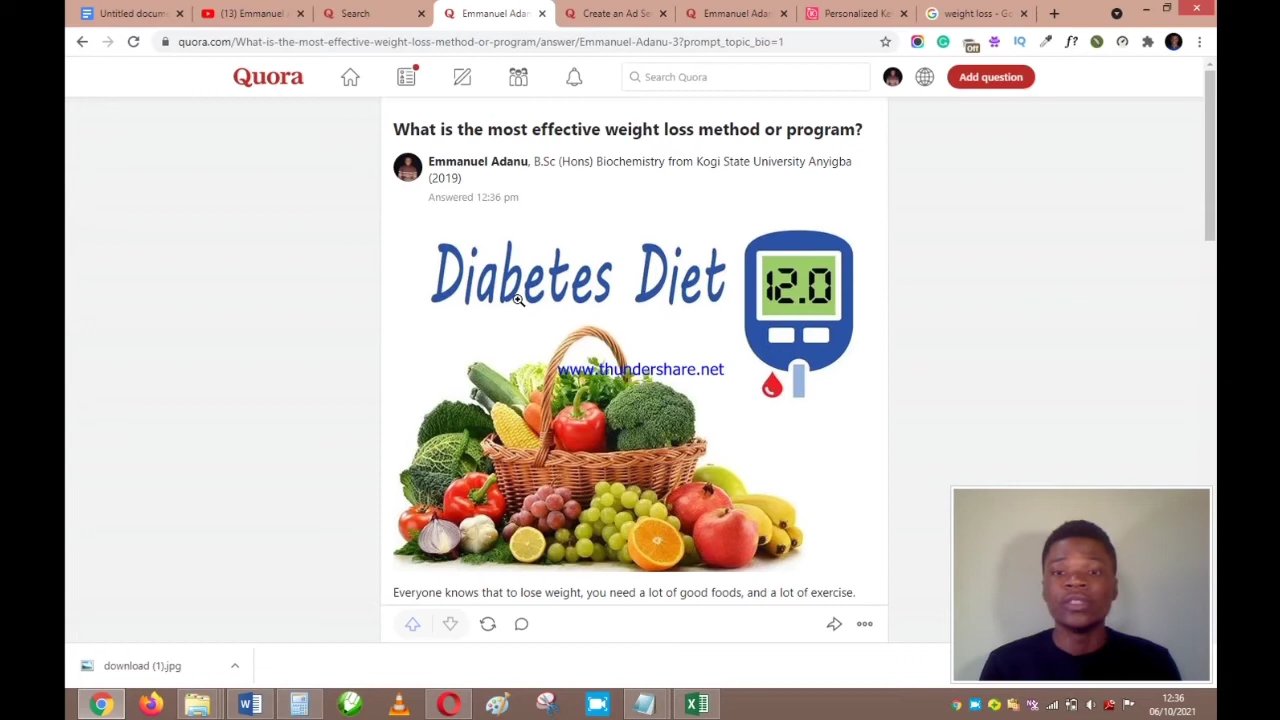 Untitled docum
(13) Emmanuel
Search
Emmanuel Adan
Create an Ad Se
Emmanuel Adan
Personalized Ke
weight loss - Go
quora.com/What-is-the-most-effective-weight-loss-method-or-program/answer/Emmanuel-Adanu-3?prompt_topic_bio=1
IQ
Off
f?
Quora
Search Quora
Add question
What is the most effective weight loss method or program?
Emmanuel Adanu, B.Sc (Hons) Biochemistry from Kogi State University Anyigba
(2019)
Answered 12:36 pm
Diabetes Diet
12.0
www.thundershare.net
Everyone knows that to lose weight, you need a lot of good foods, and a lot of exercise.
download (1).jpg
12:36
06/10/2021